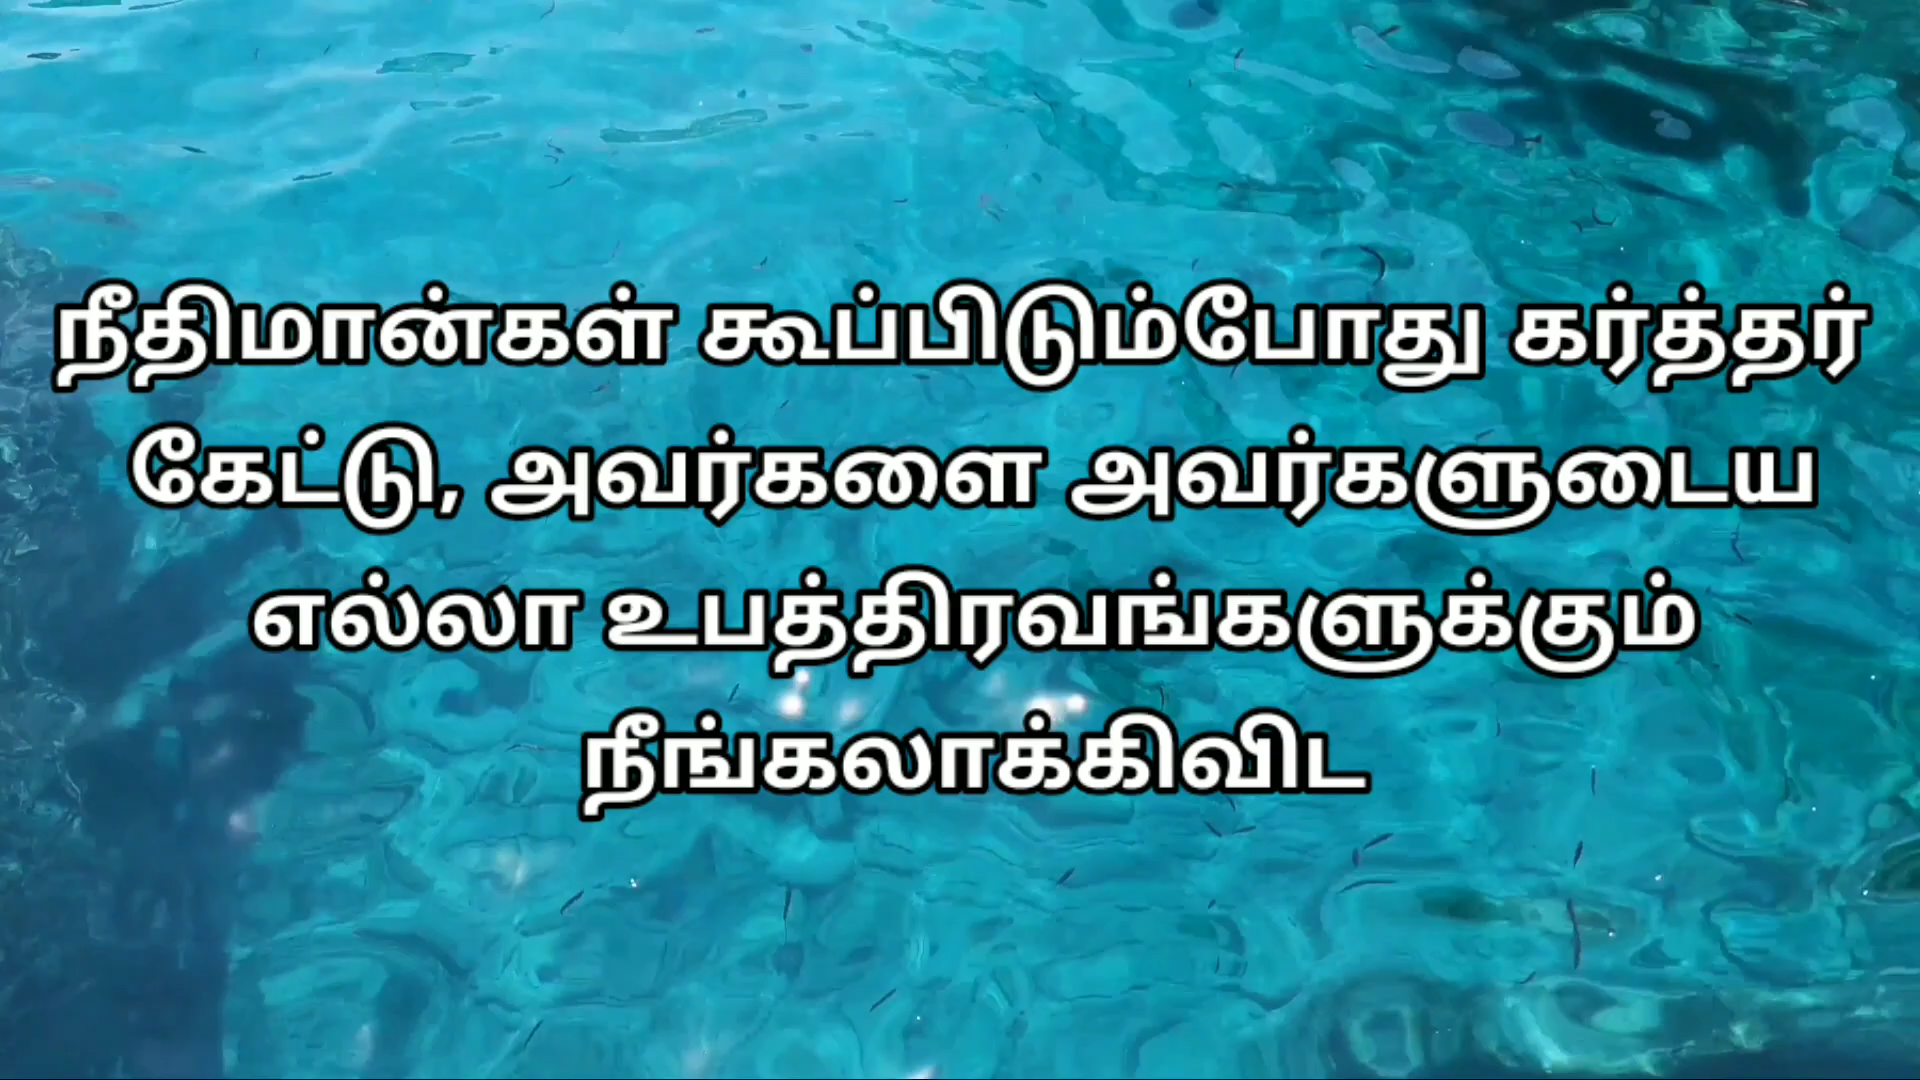 நீதிமான்கள் கூப்பிடும்போது கர்த்தர்
கேட்டு, அவர்களை அவர்களுடைய
எல்லா உபத்திரவங்களுக்கும்
நீங்கலாக்கிவிட